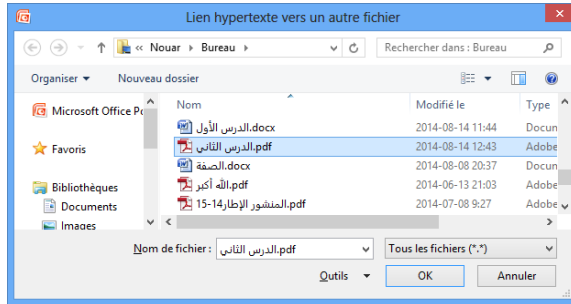 Lien hypertexte vers un autre fichier
« Nouar ▸ Bureau ▸ Rechercher dans : Bureau
Organiser Nouveau dossier
Microsoft Office Po
Favoris
Bibliothèques
Documents
Images
Nom Modifié le Type
الدرس الأول.docx 2014-08-14 11:44 Docun
الدرس الثاني.pdf 2014-08-14 12:43 Adobe
الصفة.docx 2014-08-08 20:37 Docun
الله أكبر.pdf 2014-06-13 21:03 Adobe
المنشور الإطار14-15.pdf 2014-07-08 9:27 Adobe
Nom de fichier : الدرس الثاني.pdf Tous les fichiers (*.*)
Outils OK Annuler